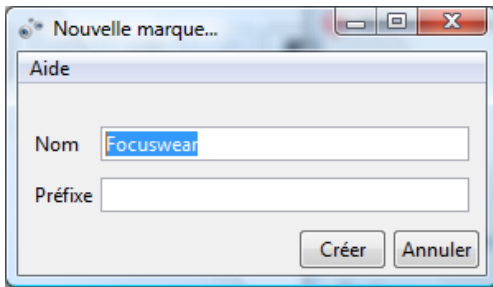 Nouvelle marque...
Aide
Nom Focuswear
Préfixe
Créer Annuler